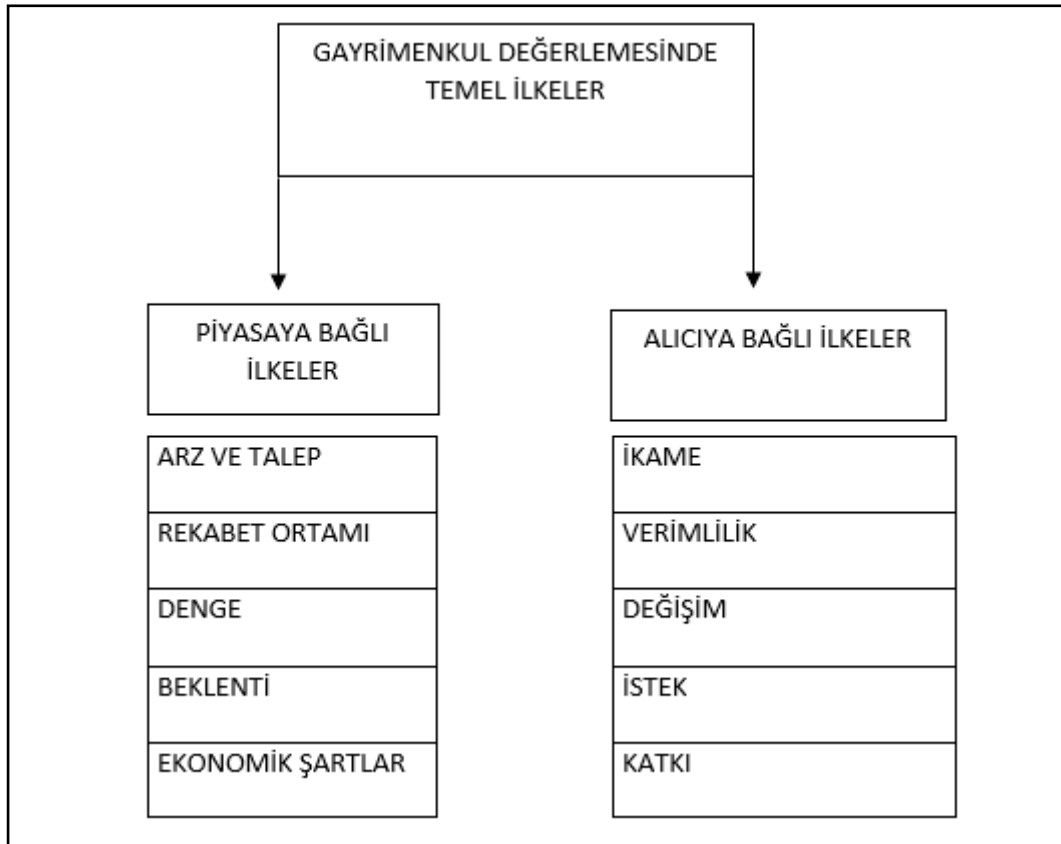 GAYRİMENKUL DEĞERLEMESİNDE
TEMEL İLKELER
PİYASAYA BAĞLI
İLKELER
ARZ VE TALEP
REKABET ORTAMI
DENGE
BEKLENTİ
EKONOMİK ŞARTLAR
ALICIYA BAĞLI İLKELER
İKAME
VERİMLİLİK
DEĞİŞİM
İSTEK
KATKI